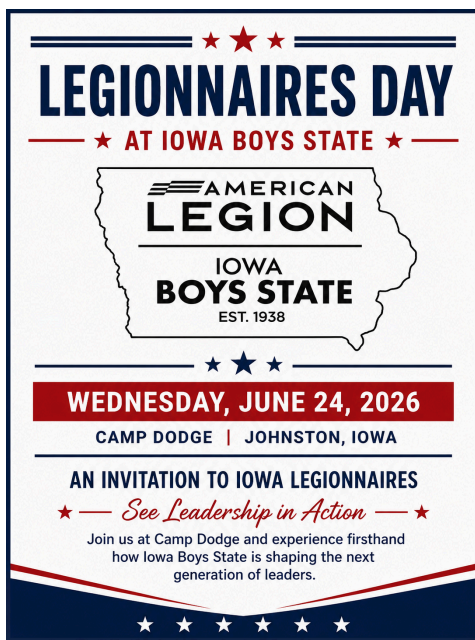 LEGIONNAIRES DAY
AT IOWA BOYS STATE
AMERICAN
LEGION
IOWA
BOYS STATE
EST. 1938
WEDNESDAY, JUNE 24, 2026
CAMP DODGE | JOHNSTON, IOWA
AN INVITATION TO IOWA LEGIONNAIRES
See Leadership in Action
Join us at Camp Dodge and experience firsthand
how Iowa Boys State is shaping the next
generation of leaders.